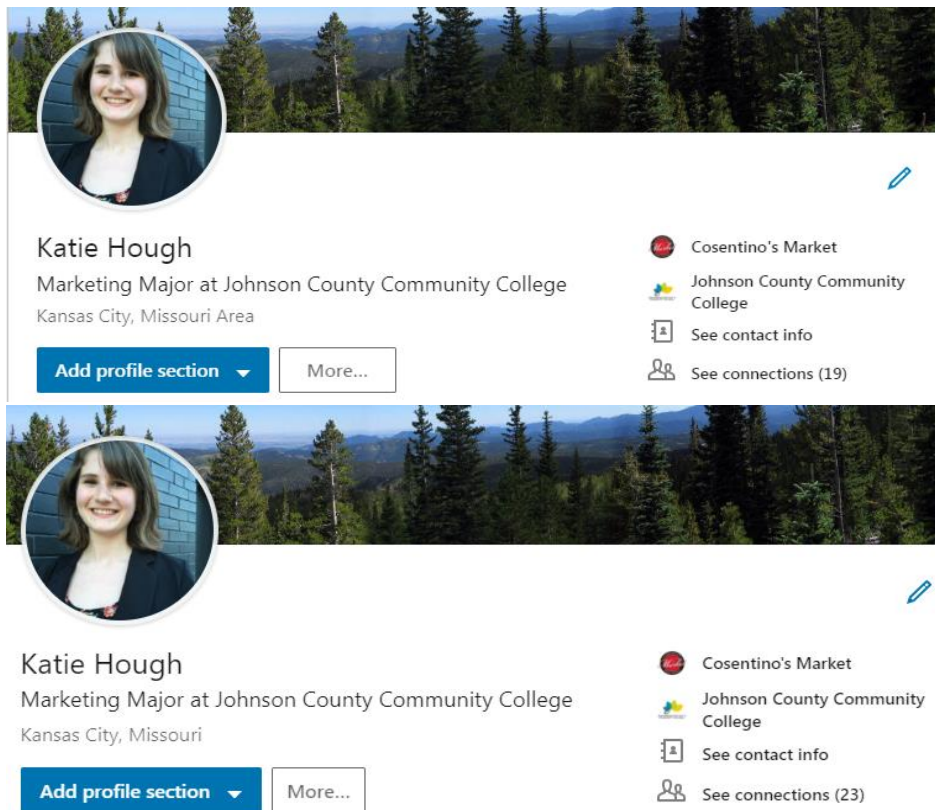 Katie Hough
Marketing Major at Johnson County Community College
Kansas City, Missouri Area
Add profile section
More...
Cosentino's Market
Johnson County Community
College
See contact info
See connections (19)
Katie Hough
Marketing Major at Johnson County Community College
Kansas City, Missouri
Add profile section
More...
Cosentino's Market
Johnson County Community
College
See contact info
See connections (23)